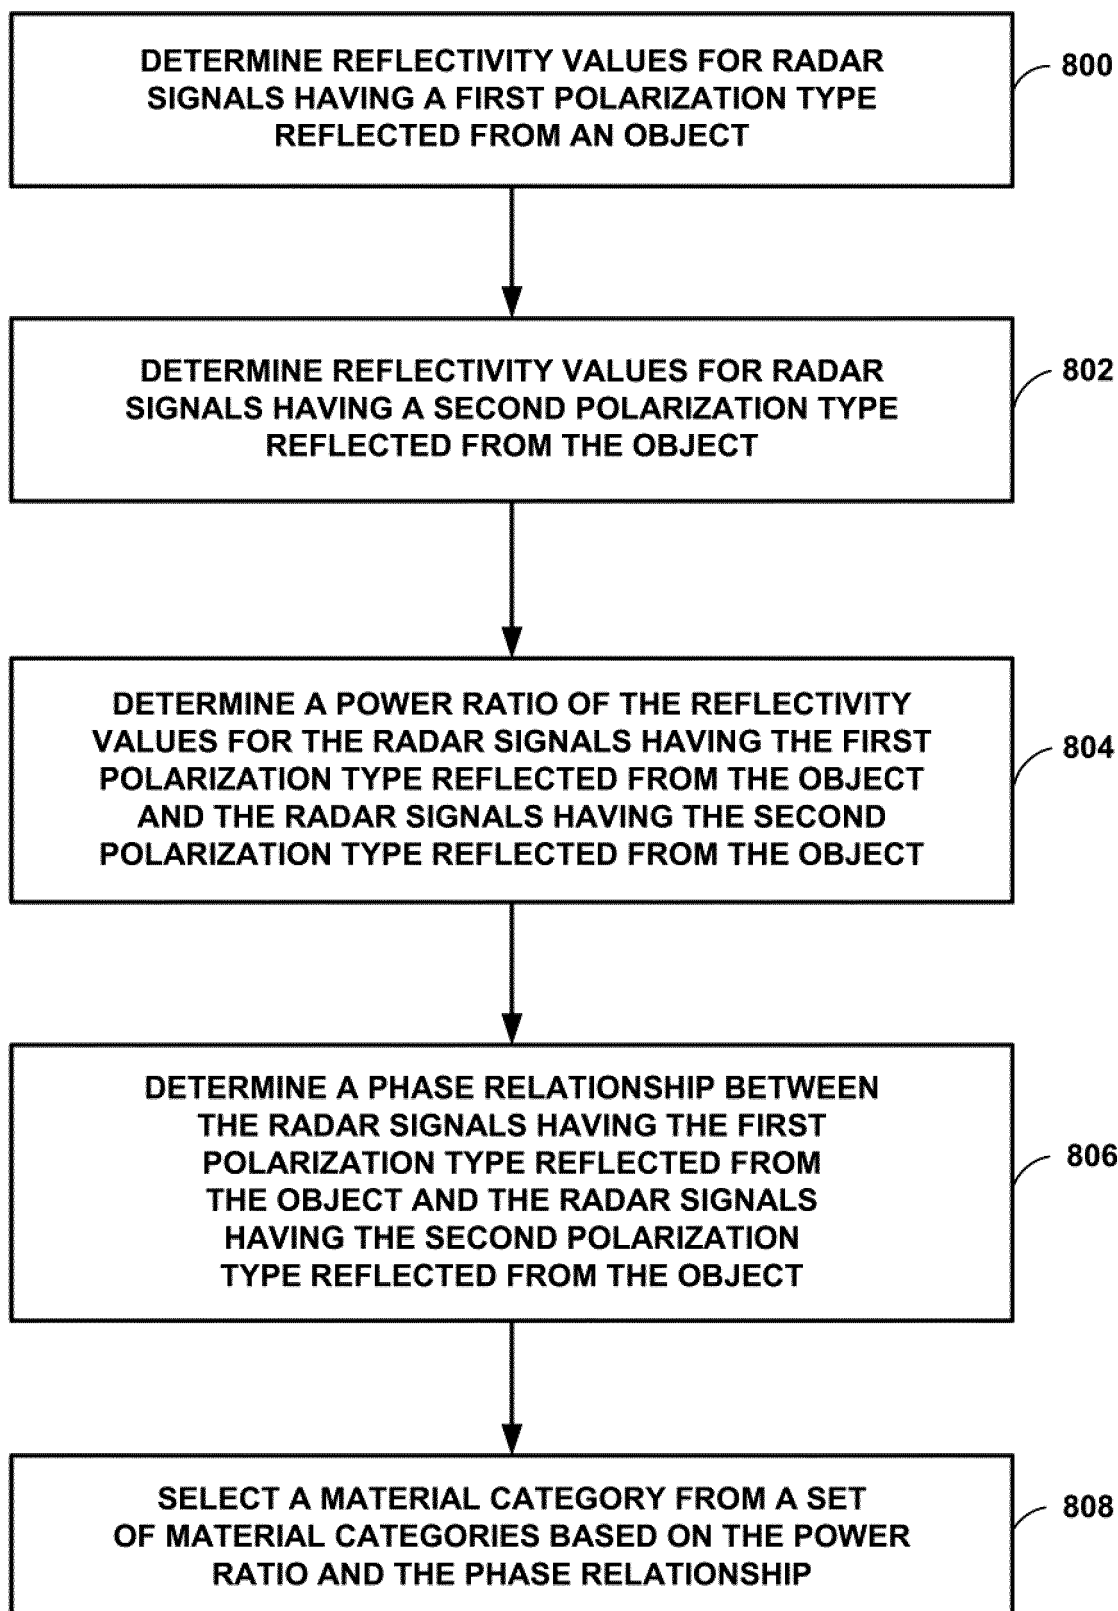 DETERMINE REFLECTIVITY VALUES FOR RADAR
SIGNALS HAVING A FIRST POLARIZATION TYPE
REFLECTED FROM AN OBJECT
800
DETERMINE REFLECTIVITY VALUES FOR RADAR
SIGNALS HAVING A SECOND POLARIZATION TYPE
REFLECTED FROM THE OBJECT
802
DETERMINE A POWER RATIO OF THE REFLECTIVITY
VALUES FOR THE RADAR SIGNALS HAVING THE FIRST
POLARIZATION TYPE REFLECTED FROM THE OBJECT
AND THE RADAR SIGNALS HAVING THE SECOND
POLARIZATION TYPE REFLECTED FROM THE OBJECT
804
DETERMINE A PHASE RELATIONSHIP BETWEEN
THE RADAR SIGNALS HAVING THE FIRST
POLARIZATION TYPE REFLECTED FROM
THE OBJECT AND THE RADAR SIGNALS
HAVING THE SECOND POLARIZATION
TYPE REFLECTED FROM THE OBJECT
806
SELECT A MATERIAL CATEGORY FROM A SET
OF MATERIAL CATEGORIES BASED ON THE POWER
RATIO AND THE PHASE RELATIONSHIP
808